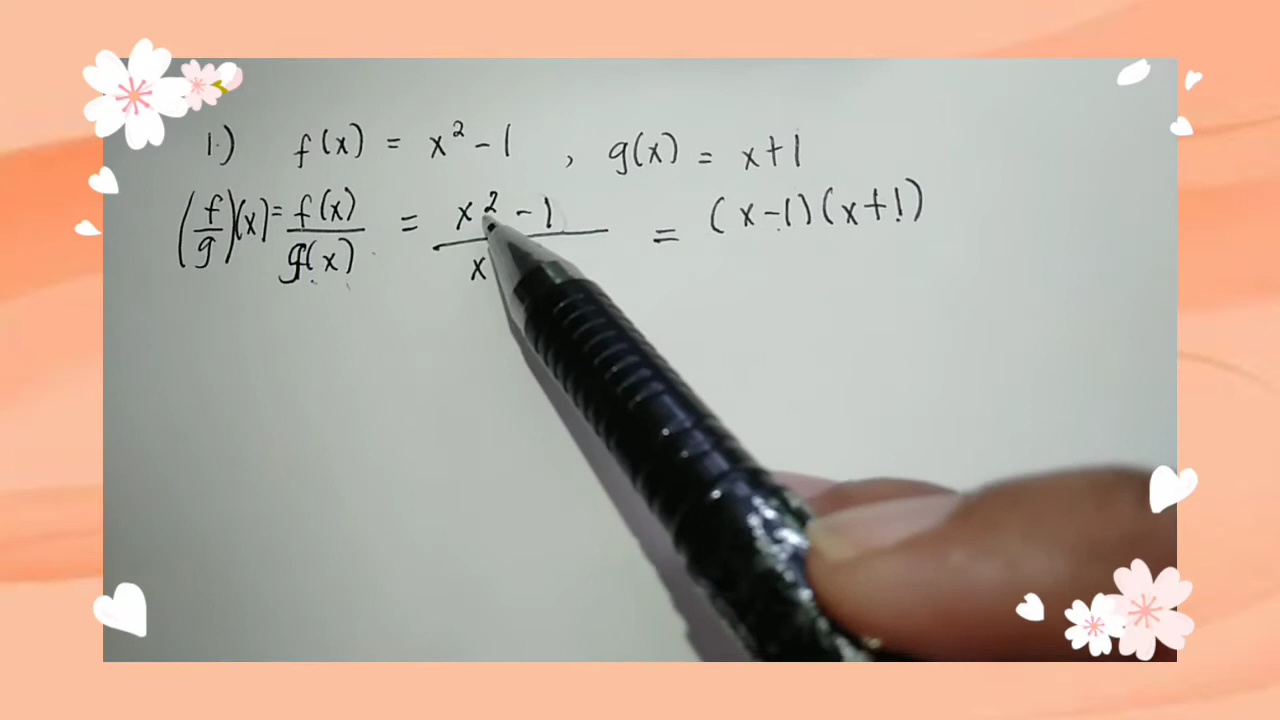 1.) f(x) = x² - 1 , g(x) = x+1
(f/g)(x) = f(x)/g(x) = x² - 1/x = (x-1)(x+1)